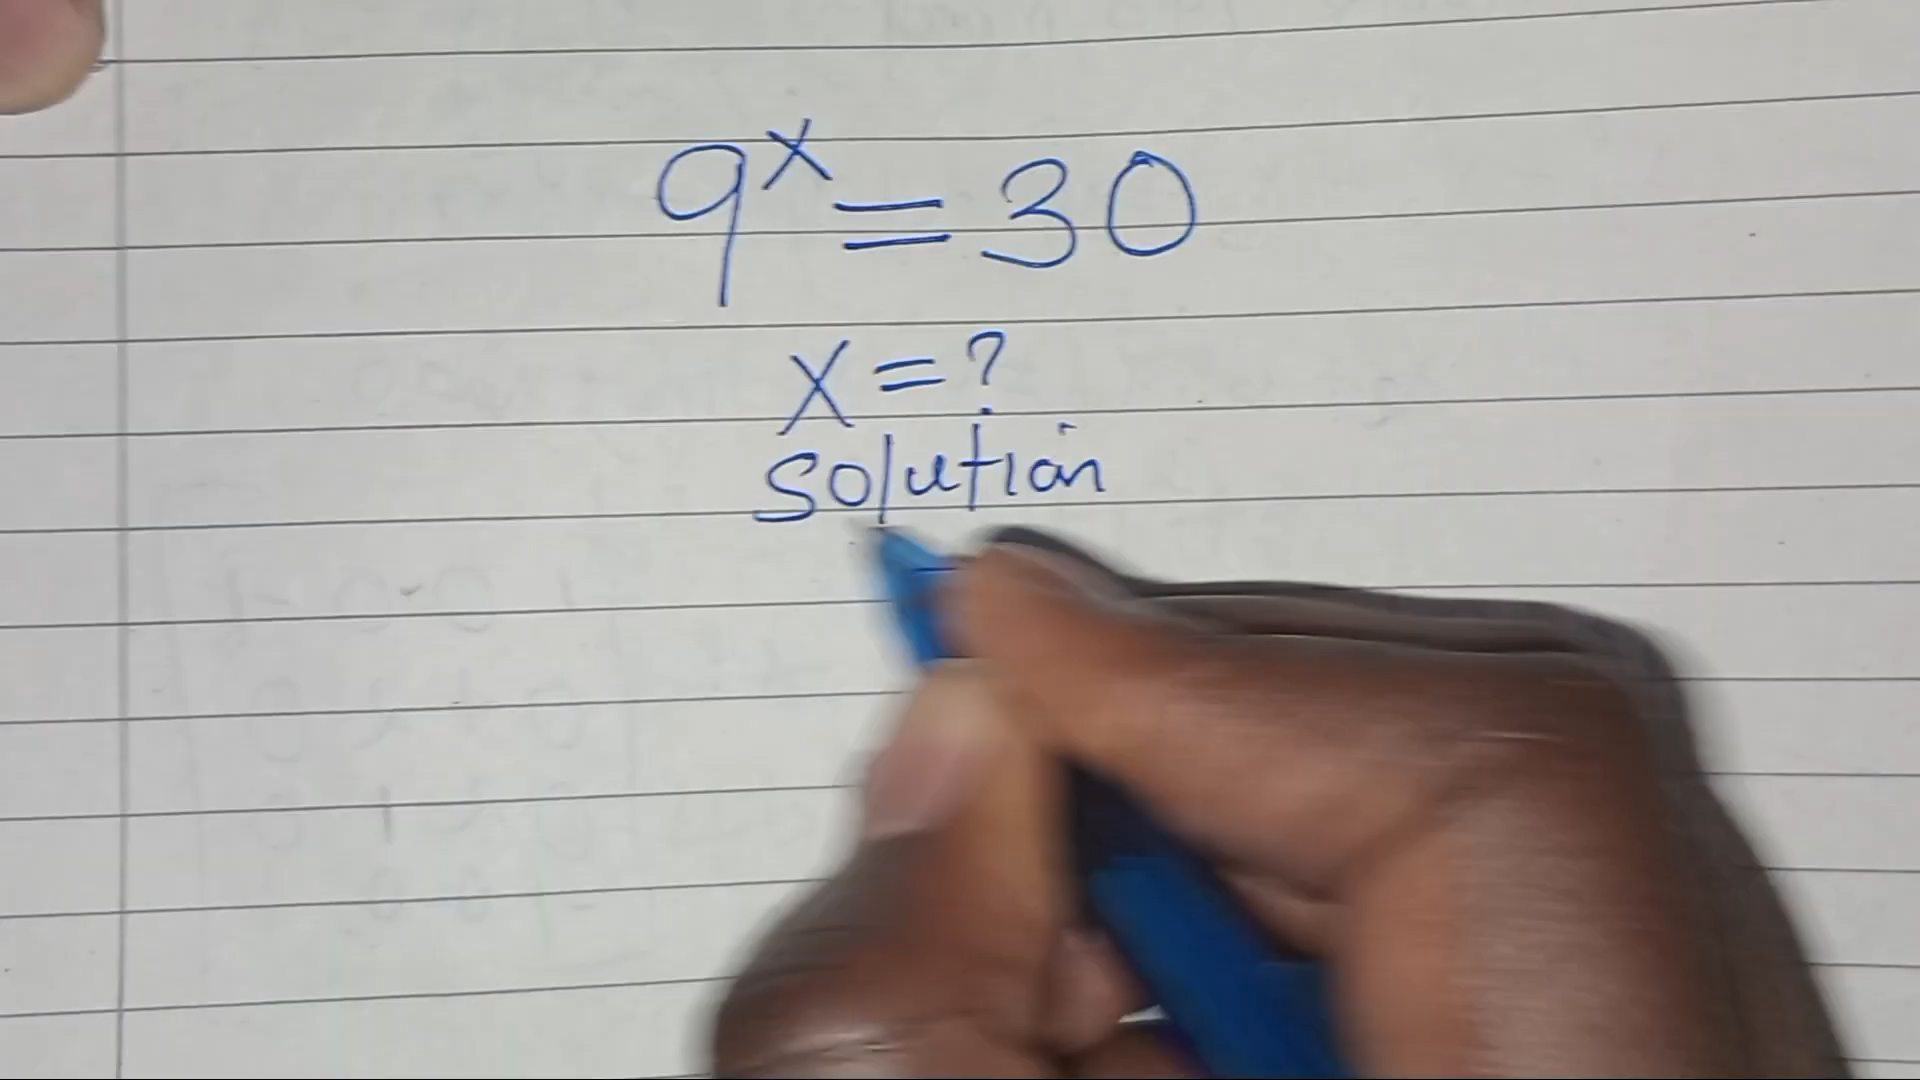 9^x = 30
x = ?
Solution